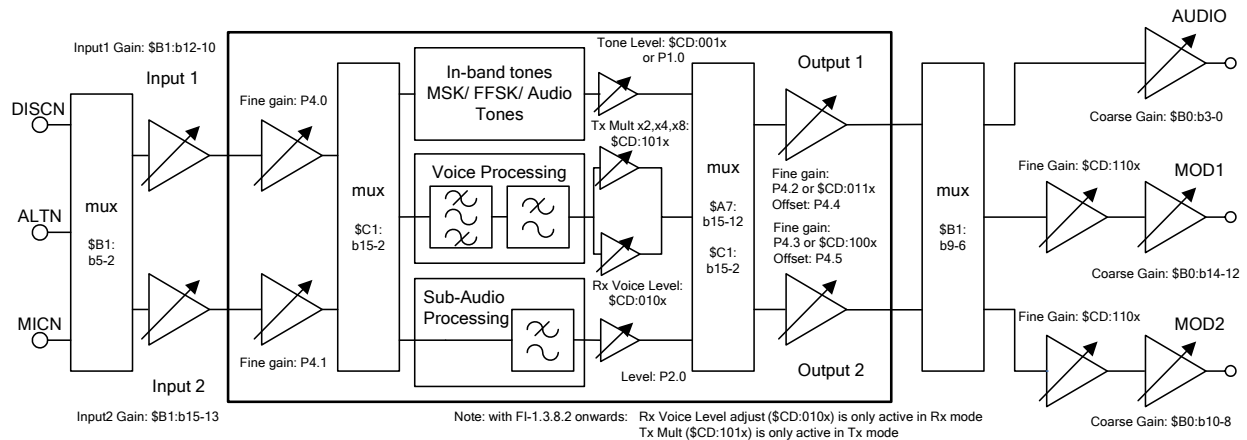 AUDIO
Input1 Gain: $B1:b12-10
Input 1
DISCN
ALTN
MICN
mux
$B1:
b5-2
Input 2
Input2 Gain: $B1:b15-13
Fine gain: P4.0
Fine gain: P4.1
mux
$C1:
b15-2
In-band tones
MSK/ FFSK/ Audio
Tones
Tone Level: $CD:001x
or P1.0
Voice Processing
Tx Mult x2,x4,x8:
$CD:101x
Rx Voice Level:
$CD:010x
Sub-Audio
Processing
Level: P2.0
mux
$A7:
b15-12
$C1:
b15-2
Output 1
Fine gain:
P4.2 or $CD:011x
Offset: P4.4
Fine gain:
P4.3 or $CD:100x
Offset: P4.5
Output 2
mux
$B1:
b9-6
Coarse Gain: $B0:b3-0
Fine Gain: $CD:110x
MOD1
Coarse Gain: $B0:b14-12
Fine Gain: $CD:110x
MOD2
Coarse Gain: $B0:b10-8
Note: with FI-1.3.8.2 onwards: Rx Voice Level adjust ($CD:010x) is only active in Rx mode
Tx Mult ($CD:101x) is only active in Tx mode